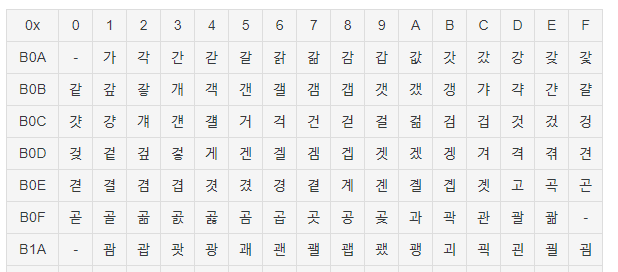 0x 0 1 2 3 4 5 6 7 8 9 A B C D E F
B0A - 가 각 간 갇 갈 갉 갊 감 갑 값 갓 갔 강 갖 갗
B0B 같 갚 갛 개 객 갠 갤 갬 갭 갯 갰 갱 갸 갹 갼 걀
B0C 걋 걍 걔 걘 걜 거 걱 건 걷 걸 걺 검 겁 것 겄 겅
B0D 겆 겉 겊 겋 게 겐 겔 겜 겝 겟 겠 겡 겨 격 겪 견
B0E 겯 결 겸 겹 겻 겼 경 곁 계 곈 곌 곕 곗 고 곡 곤
B0F 곧 골 곪 곬 곯 곰 곱 곳 공 곶 과 곽 관 괄 괆 -
B1A - 괌 괍 괏 광 괘 괜 괠 괩 괬 괭 괴 괵 괸 괼 굄